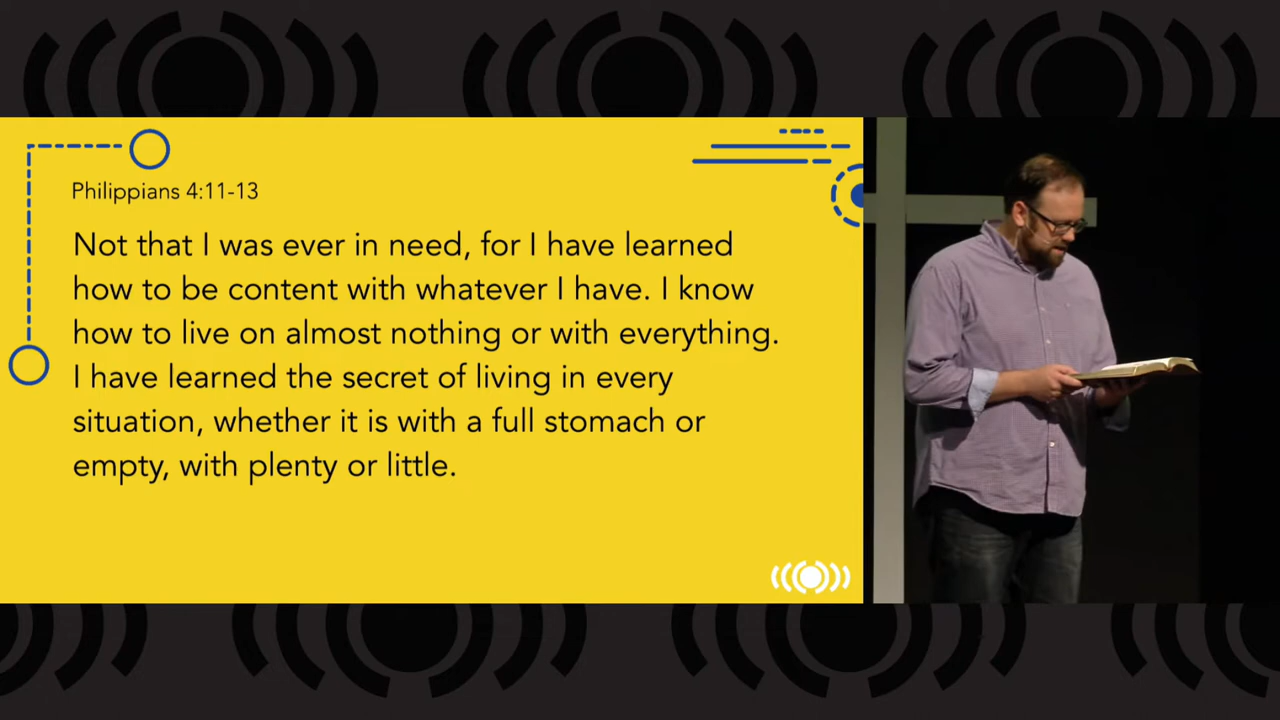 Philippians 4:11-13
Not that I was ever in need, for I have learned
how to be content with whatever I have. I know
how to live on almost nothing or with everything.
I have learned the secret of living in every
situation, whether it is with a full stomach or
empty, with plenty or little.